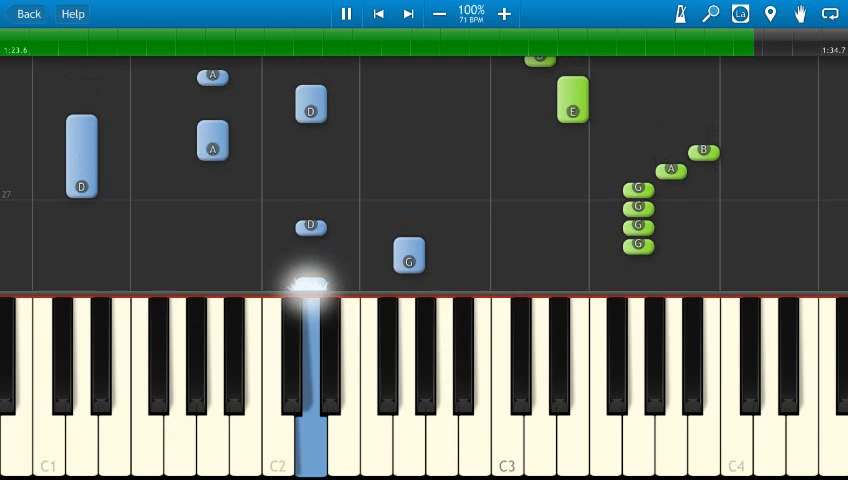 Back Help 100% La
71 BPM
1:23.6 1:34.7
D
A
D E
A B
A
D G
27
G
D G
G G
C1 C2 C3 C4